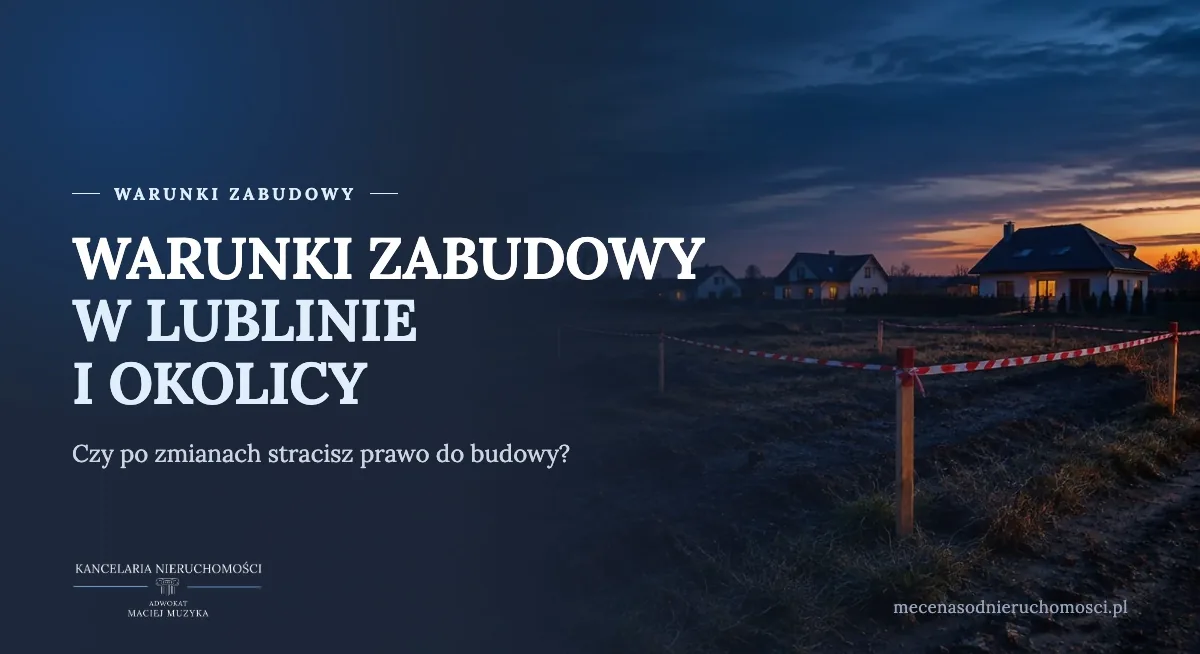 WARUNKI ZABUDOWY
WARUNKI ZABUDOWY
W LUBLINIE
I OKOLICY
Czy po zmianach stracisz prawo do budowy?
KANCELARIA NIERUCHOMOŚCI
ADWOKAT
MACIEJ MUZYKA
mecenasodnieruchomosci.pl